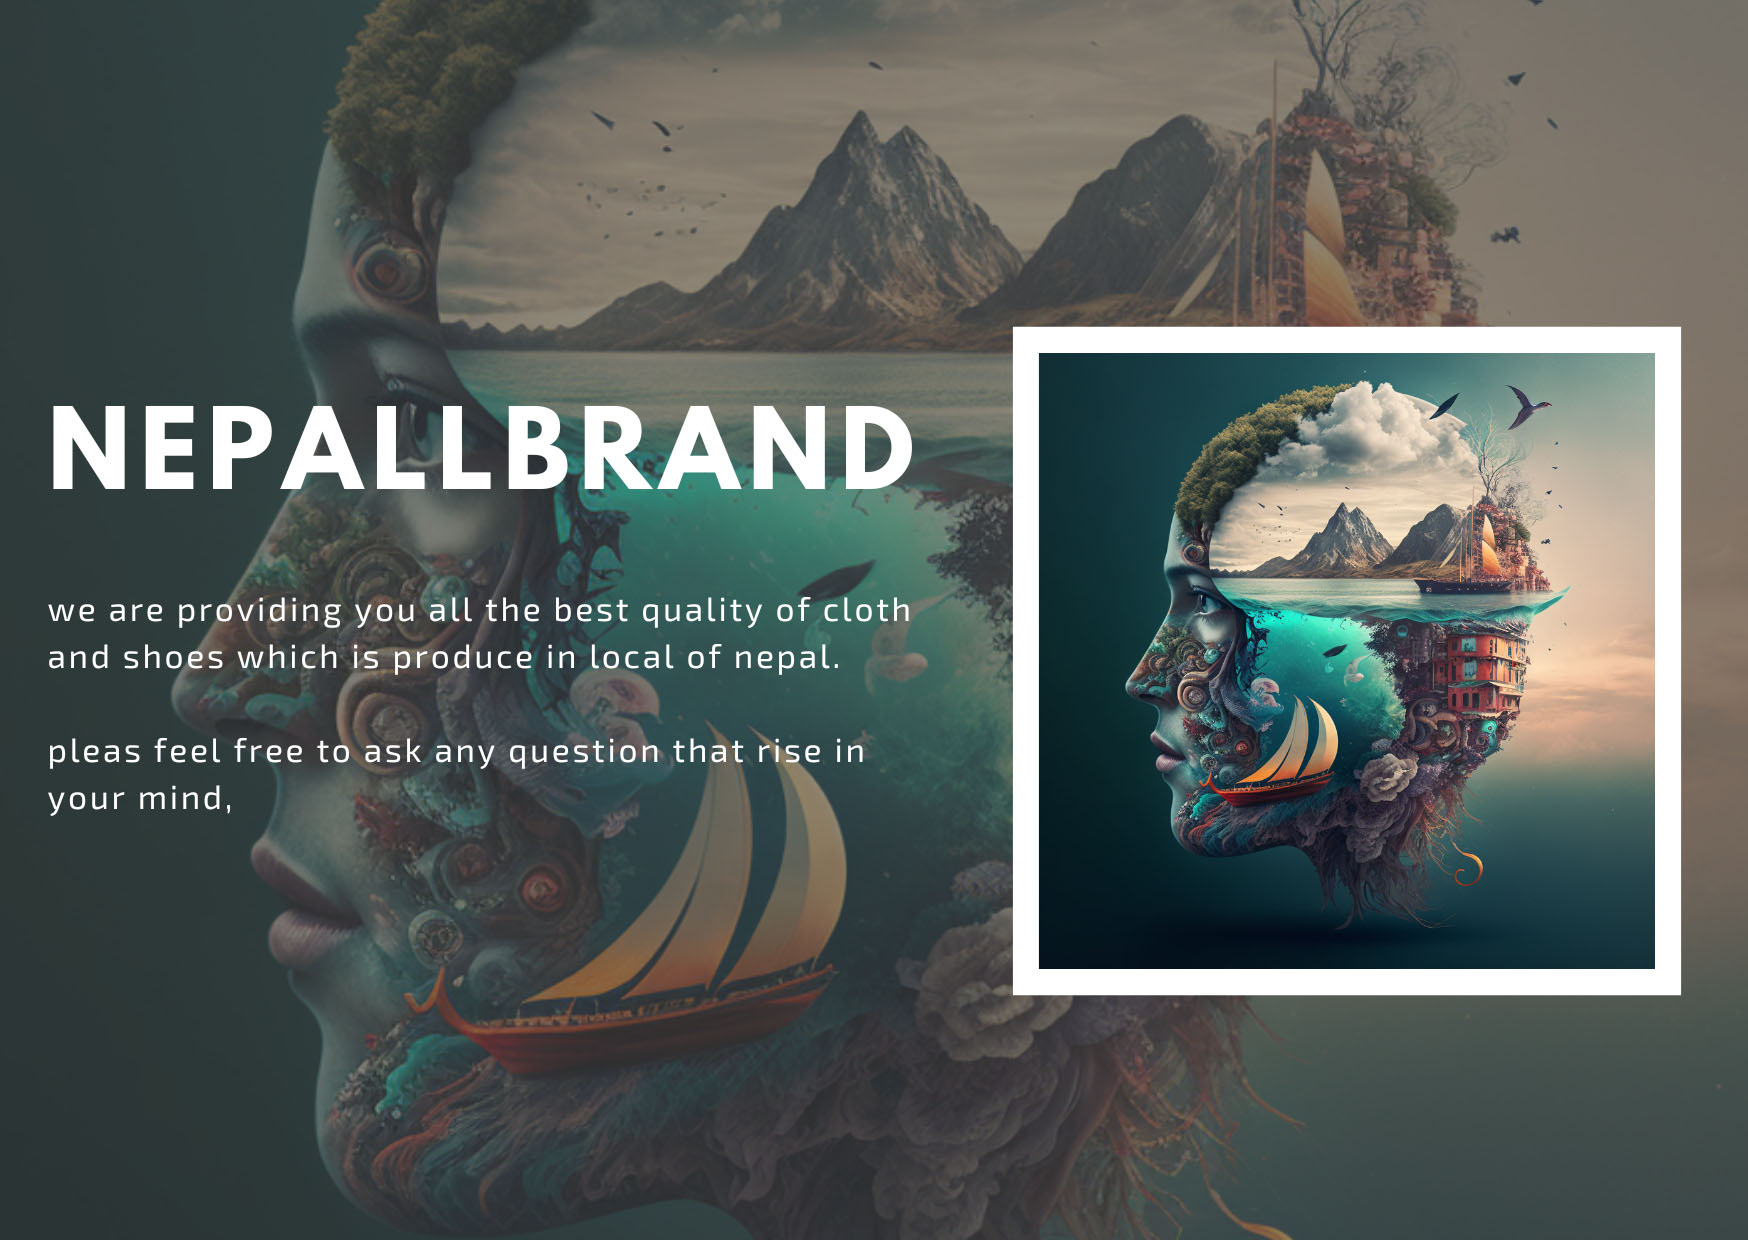 NEPALLBRAND
we are providing you all the best quality of cloth
and shoes which is produce in local of nepal.
pleas feel free to ask any question that rise in
your mind,